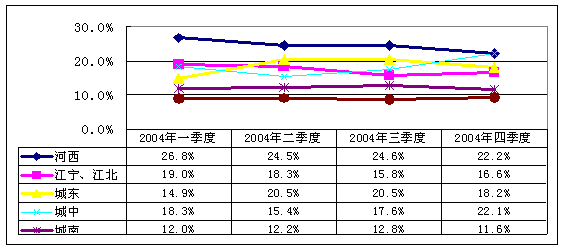 30.0%
20.0%
10.0%
0.0%
2004年一季度 2004年二季度 2004年三季度 2004年四季度
河西 26.8% 24.5% 24.6% 22.2%
江宁、江北 19.0% 18.3% 15.8% 16.6%
城东 14.9% 20.5% 20.5% 18.2%
城中 18.3% 15.4% 17.6% 22.1%
城南 12.0% 12.2% 12.8% 11.6%